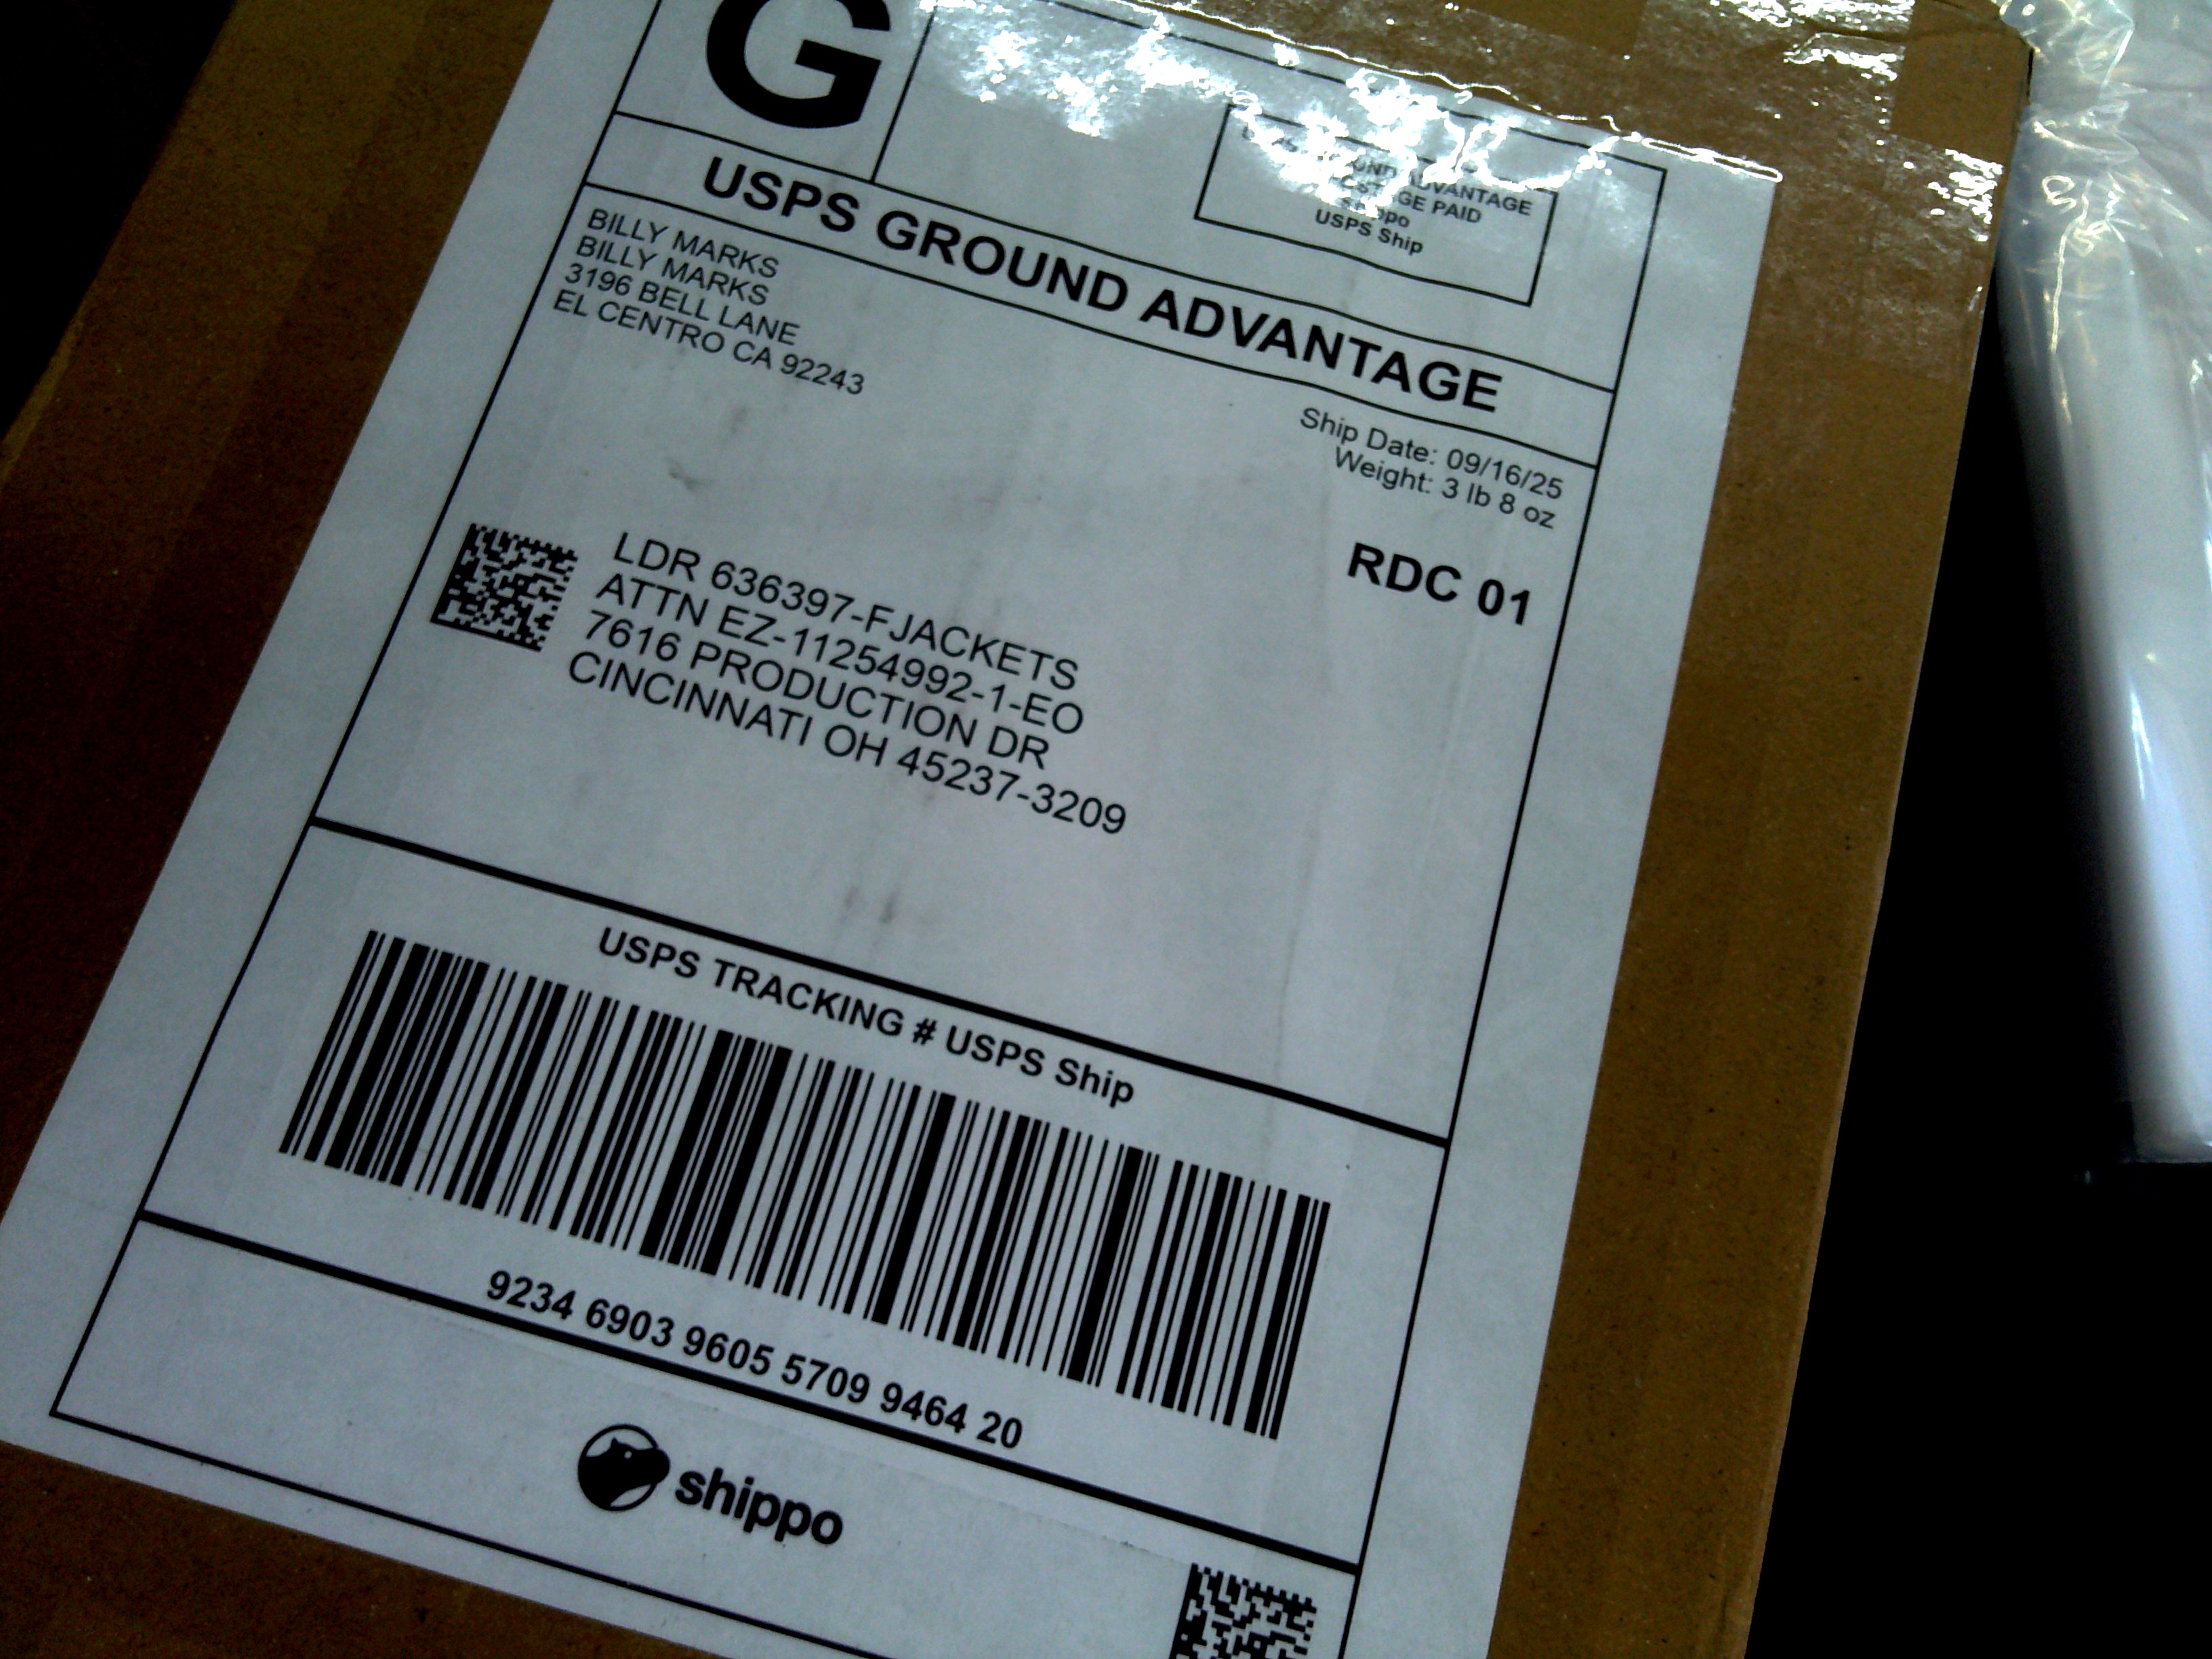 G
ADVANTAGE
PAID
USPS Ship
USPS GROUND ADVANTAGE
BILLY MARKS
BILLY MARKS
3196 BELL LANE
EL CENTRO CA 92243
Ship Date: 09/16/25
Weight: 3 lb 8 oz
RDC 01
LDR 636397-FJACKETS
ATTN EZ-11254992-1-EO
7616 PRODUCTION DR
CINCINNATI OH 45237-3209
USPS TRACKING # USPS Ship
9234 6903 9605 5709 9464 20
shippo